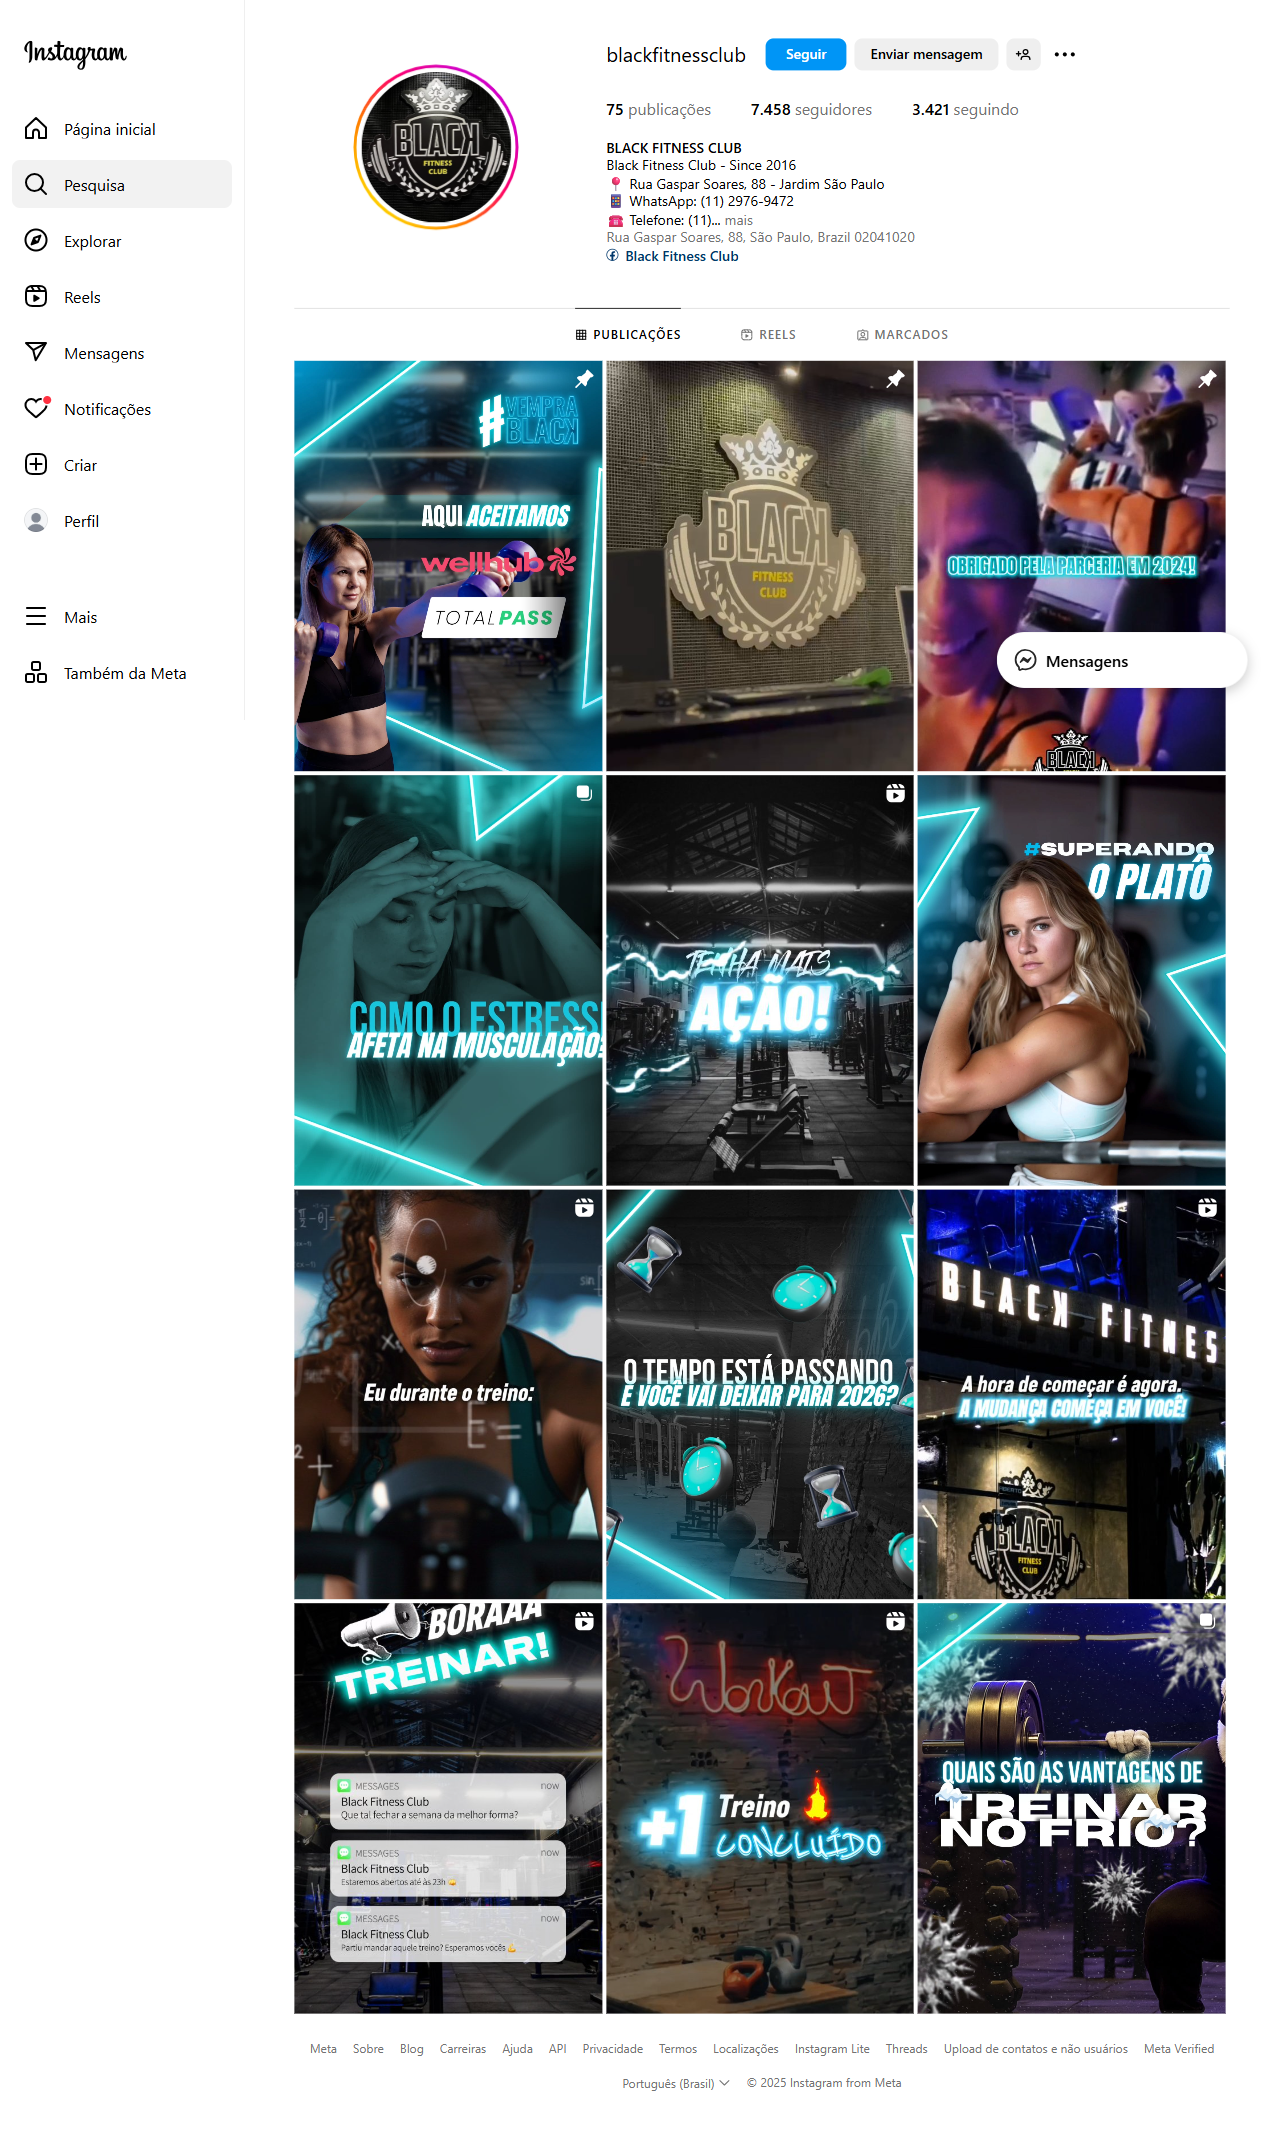 Instagram
Página inicial
Pesquisa
Explorar
Reels
Mensagens
Notificações
Criar
Perfil
Mais
Também da Meta
blackfitnessclub
Seguir
Enviar mensagem
75 publicações
7.458 seguidores
3.421 seguindo
BLACK FITNESS CLUB
Black Fitness Club - Since 2016
📍 Rua Gaspar Soares, 88 - Jardim São Paulo
📱 WhatsApp: (11) 2976-9472
☎️ Telefone: (11)... mais
Rua Gaspar Soares, 88, São Paulo, Brazil 02041020
Black Fitness Club
BLACK
FITNESS
CLUB
PUBLICAÇÕES
REELS
MARCADOS
#VEMPRA
BLACK
AQUI ACEITAMOS
wellhub
TOTALPASS
BLACK
FITNESS
CLUB
OBRIGADO PELA PARCERIA EM 2024!
BLACK
Mensagens
COMO O ESTRESSE
AFETA NA MUSCULAÇÃO?
TENHA MAIS
AÇÃO!
#SUPERANDO
O PLATÔ
Eu durante o treino:
O TEMPO ESTÁ PASSANDO
E VOCÊ VAI DEIXAR PARA 2026?
BLACK FITNES
A hora de começar é agora.
A MUDANÇA COMEÇA EM VOCÊ!
ABERTO
BLACK
FITNESS
CLUB
BORAAA
TREINAR!
MESSAGES now
Black Fitness Club
Que tal fechar a semana da melhor forma?
MESSAGES now
Black Fitness Club
Estaremos abertos até às 23h
MESSAGES now
Black Fitness Club
Partiu mandar aquele treino? Esperamos vocês
Workout
+1 Treino
CONCLUÍDO
QUAIS SÃO AS VANTAGENS DE
TREINAR
NO FRIO?
Meta Sobre Blog Carreiras Ajuda API Privacidade Termos Localizações Instagram Lite Threads Upload de contatos e não usuários Meta Verified
Português (Brasil)
© 2025 Instagram from Meta